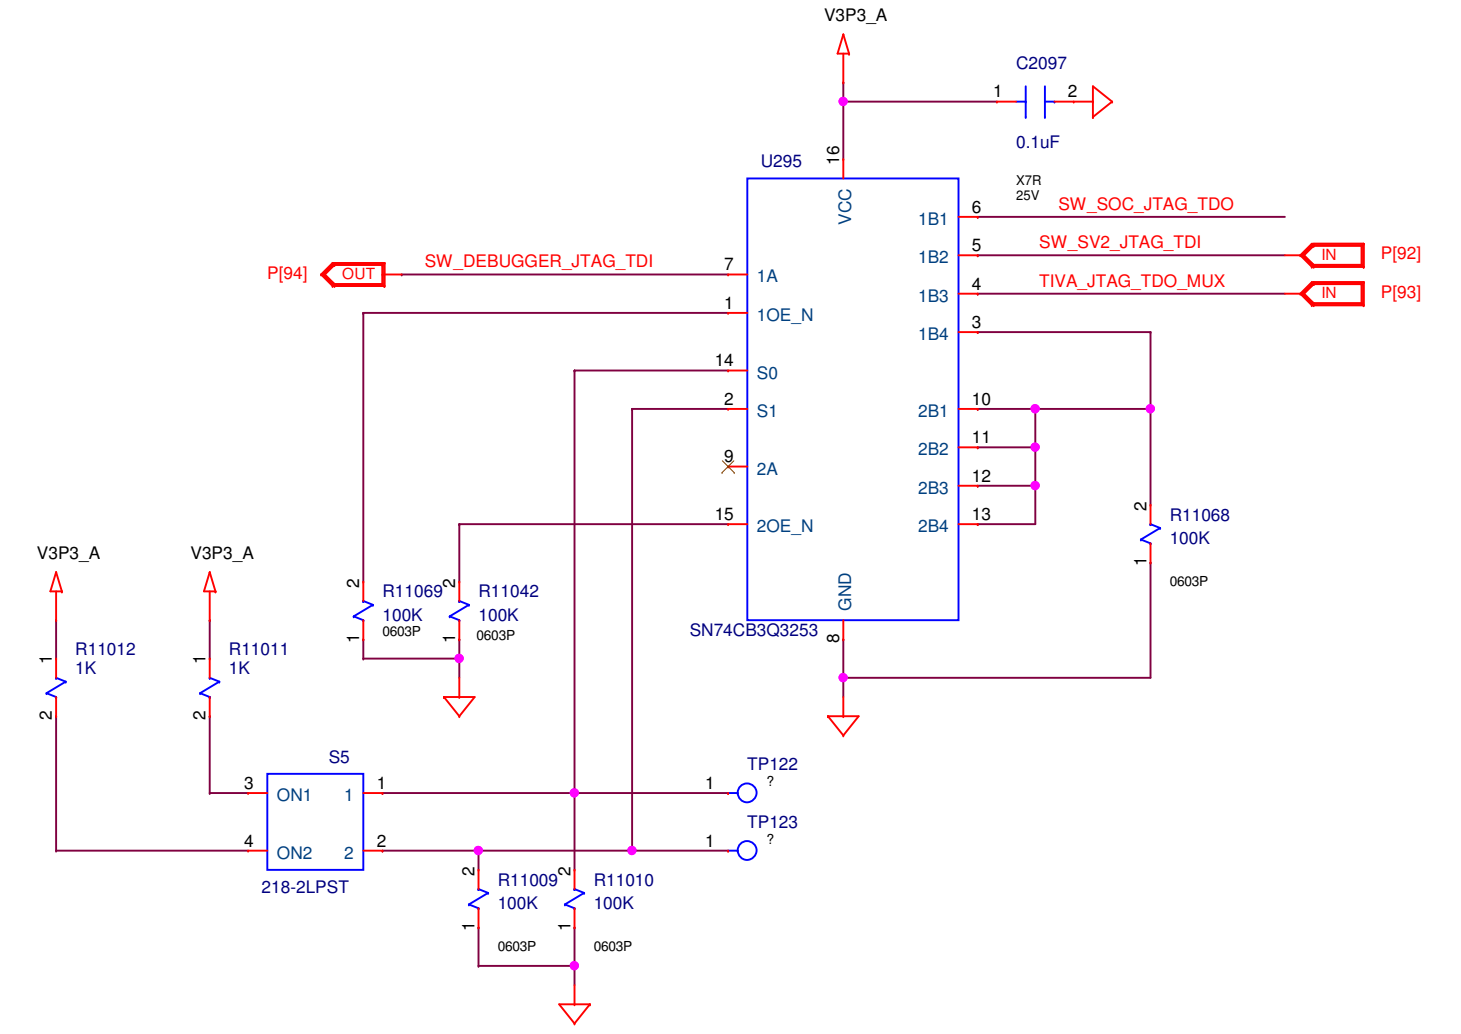 V3P3_A
C2097
1 2
0.1uF
16
U295
X7R
25V
VCC
1B1 6 SW_SOC_JTAG_TDO
1B2 5 SW_SV2_JTAG_TDI IN P[92]
P[94] OUT SW_DEBUGGER_JTAG_TDI 7 1A
1B3 4 TIVA_JTAG_TDO_MUX IN P[93]
1 1OE_N
1B4 3
14 S0
2 S1
2B1 10
2B2 11
9 2A
2B3 12
15 2OE_N
2B4 13
2 R11068
100K
1 0603P
V3P3_A V3P3_A
GND
2 R11069 2 R11042
100K 100K
1 0603P 1 0603P
SN74CB3Q3253
8
1 R11012 1 R11011
1K 1K
2 2
S5
TP122
?
3 ON1 1 1 1
TP123
?
4 ON2 2 2 1
218-2LPST
2 R11009 2 R11010
100K 100K
1 1
0603P 0603P